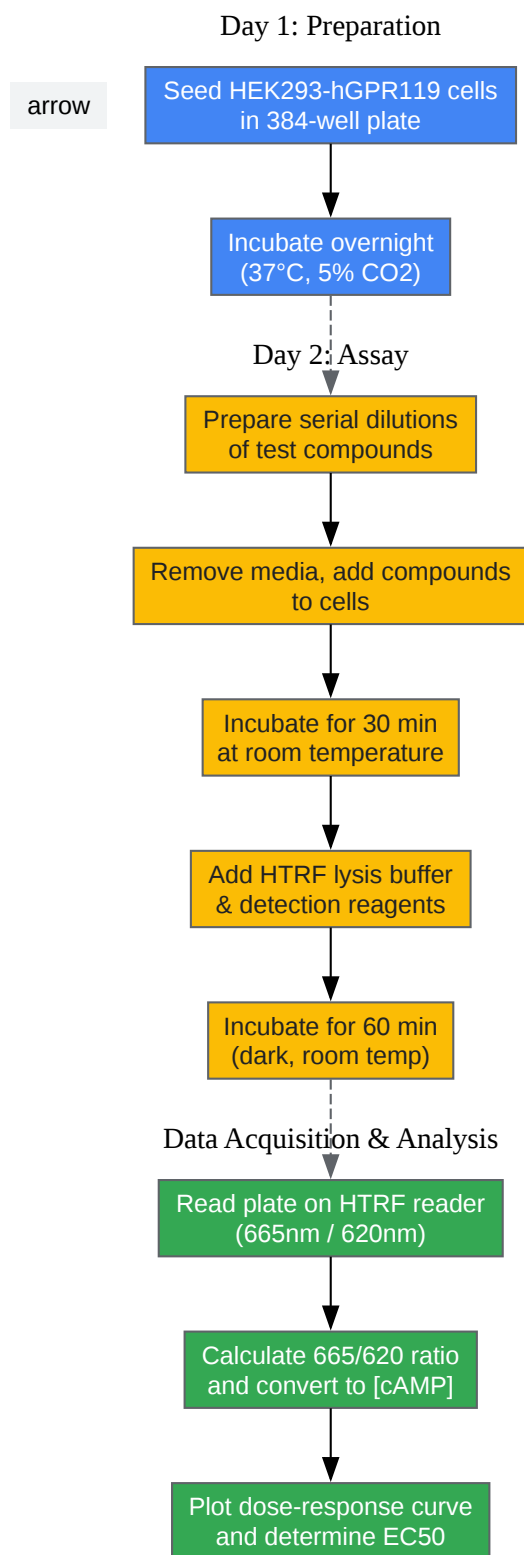 Day 1: Preparation
arrow
Seed HEK293-hGPR119 cells
in 384-well plate
Incubate overnight
(37°C, 5% CO2)
Day 2: Assay
Prepare serial dilutions
of test compounds
Remove media, add compounds
to cells
Incubate for 30 min
at room temperature
Add HTRF lysis buffer
& detection reagents
Incubate for 60 min
(dark, room temp)
Data Acquisition & Analysis
Read plate on HTRF reader
(665nm / 620nm)
Calculate 665/620 ratio
and convert to [cAMP]
Plot dose-response curve
and determine EC50